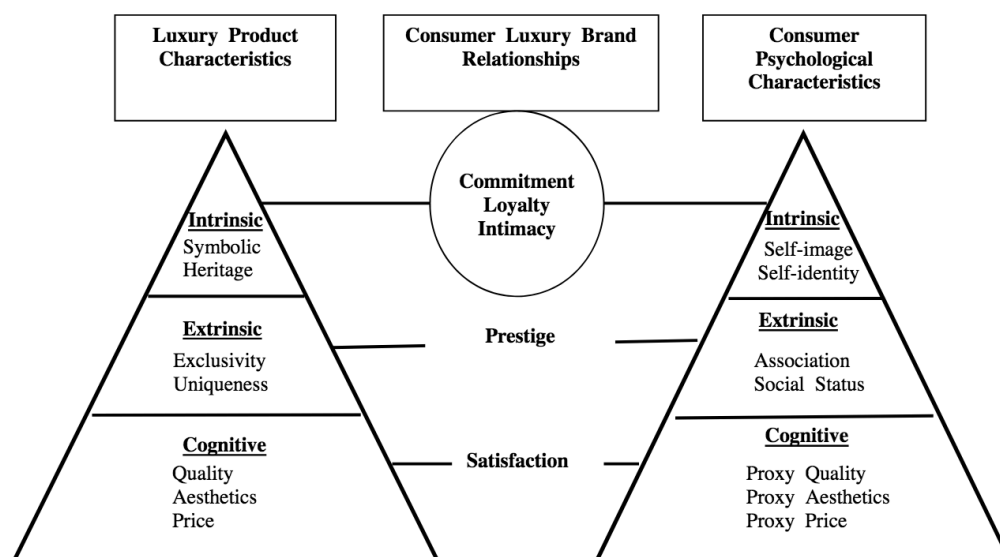 Luxury Product
Characteristics
Consumer Luxury Brand
Relationships
Consumer
Psychological
Characteristics
Intrinsic
Symbolic
Heritage
Extrinsic
Exclusivity
Uniqueness
Cognitive
Quality
Aesthetics
Price
Commitment
Loyalty
Intimacy
Prestige
Satisfaction
Intrinsic
Self-image
Self-identity
Extrinsic
Association
Social Status
Cognitive
Proxy Quality
Proxy Aesthetics
Proxy Price